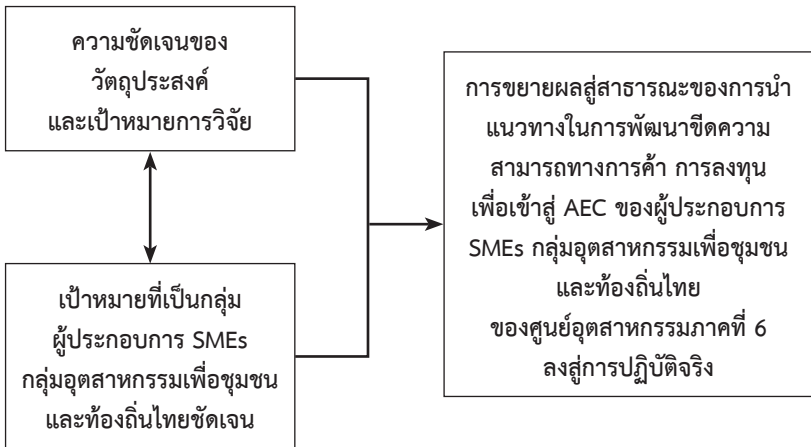 ความชัดเจนของ
วัตถุประสงค์
และเป้าหมายการวิจัย
เป้าหมายที่เป็นกลุ่ม
ผู้ประกอบการ SMEs
กลุ่มอุตสาหกรรมเพื่อชุมชน
และท้องถิ่นไทยชัดเจน
การขยายผลสู่สาธารณะของการนำ
แนวทางในการพัฒนาขีดความ
สามารถทางการค้า การลงทุน
เพื่อเข้าสู่ AEC ของผู้ประกอบการ
SMEs กลุ่มอุตสาหกรรมเพื่อชุมชน
และท้องถิ่นไทย
ของศูนย์อุตสาหกรรมภาคที่ 6
ลงสู่การปฏิบัติจริง